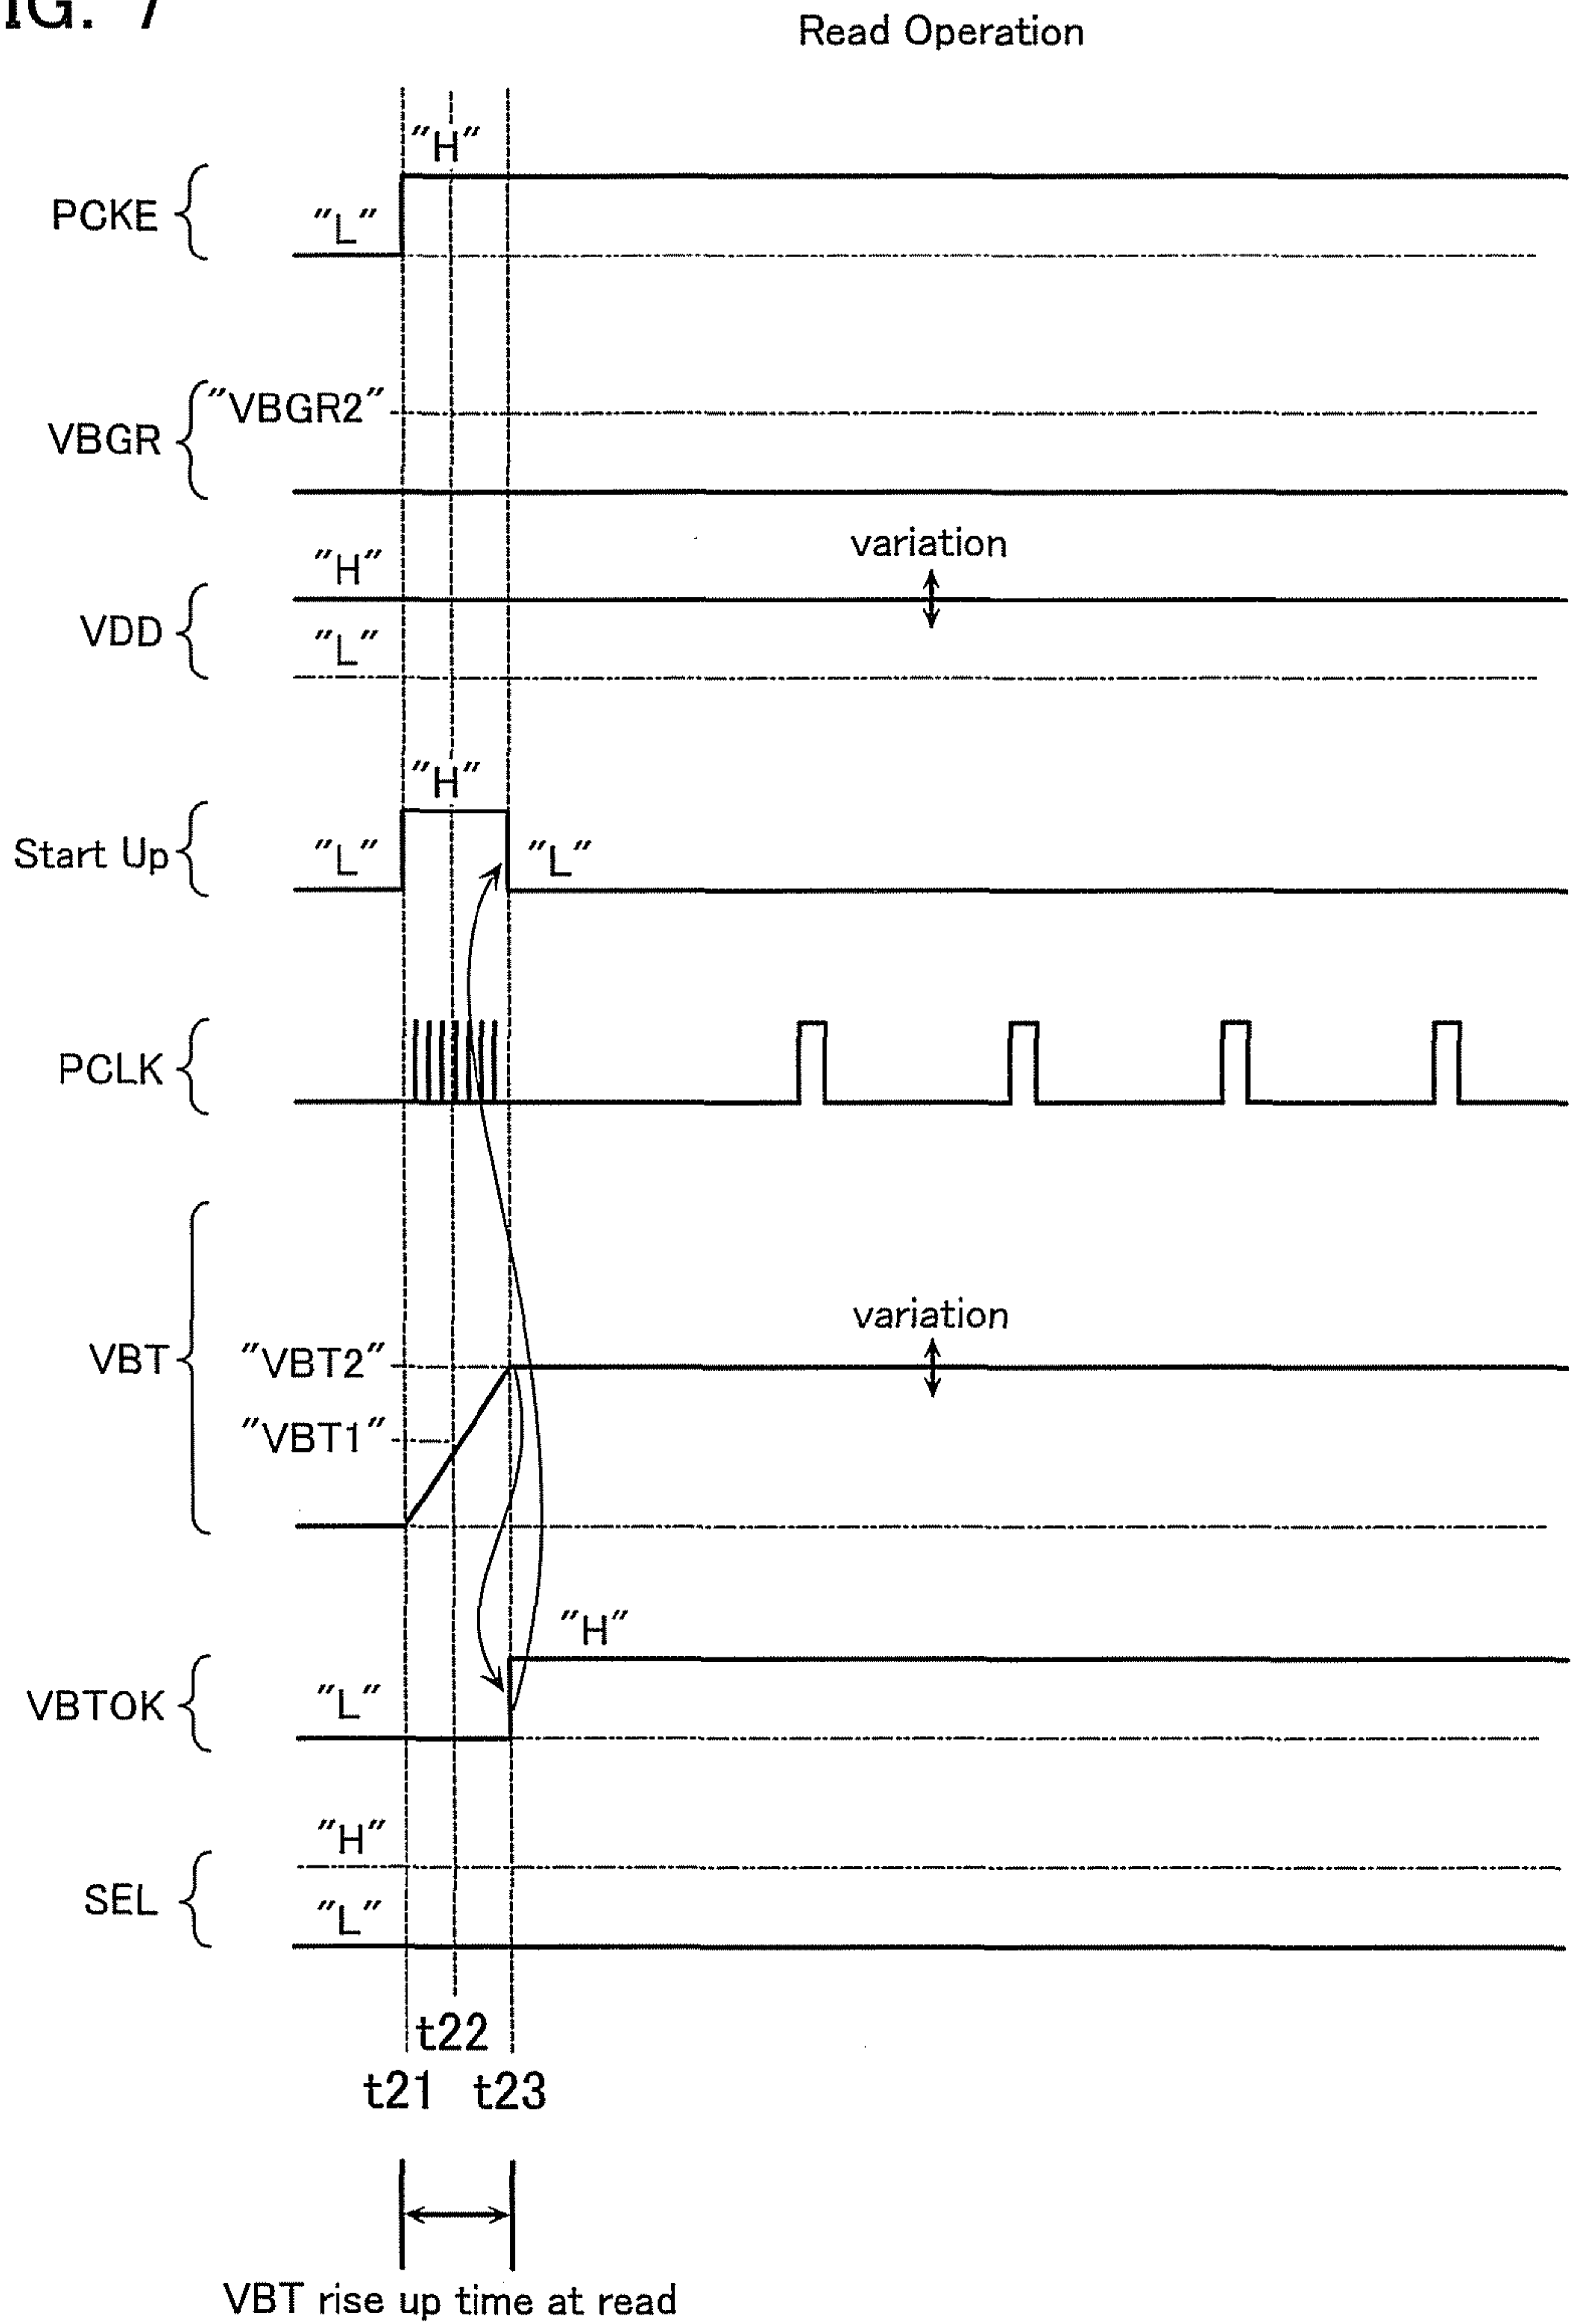 IG. 7
Read Operation
"H"
PCKE
"L"
"VBGR2"
VBGR
variation
"H"
VDD
"L"
"H"
Start Up
"L"
"L"
PCLK
variation
VBT
"VBT2"
"VBT1"
"H"
VBTOK
"L"
"H"
SEL
"L"
t22
t21 t23
VBT rise up time at read